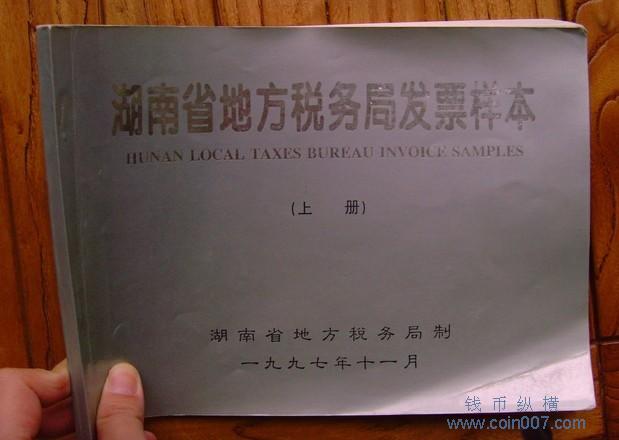 湖南省地方税务局发票样本
HUNAN LOCAL TAXES BUREAU INVOICE SAMPLES
(上 册)
湖南省地方税务局制
一九九七年十一月
钱币纵横
www.coin007.com